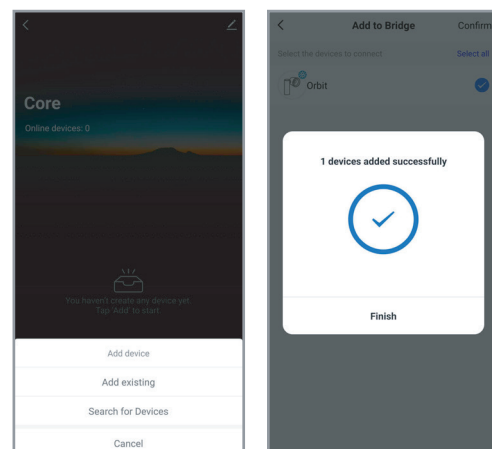 Core
Online devices: 0
You haven't create any device yet.
Tap 'Add' to start
Add device
Add existing
Search for Devices
Cancel
Add to Bridge
Confirm
Select the devices to connect
Select all
Orbit
1 devices added successfully
Finish